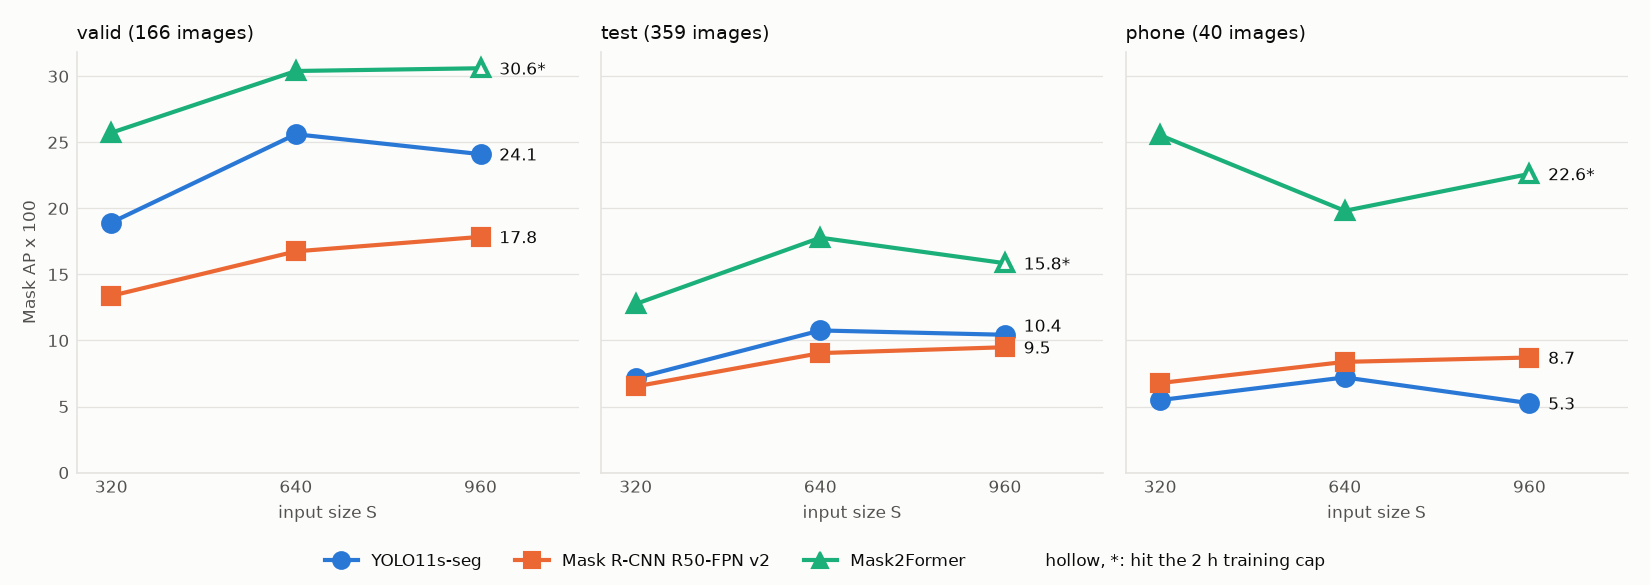 valid (166 images)
test (359 images)
phone (40 images)
Mask AP x 100
30
25
20
15
10
5
0
30.6*
24.1
17.8
15.8*
10.4
9.5
22.6*
8.7
5.3
320 640 960
320 640 960
320 640 960
input size S
input size S
input size S
YOLO11s-seg Mask R-CNN R50-FPN v2 Mask2Former hollow, *: hit the 2 h training cap